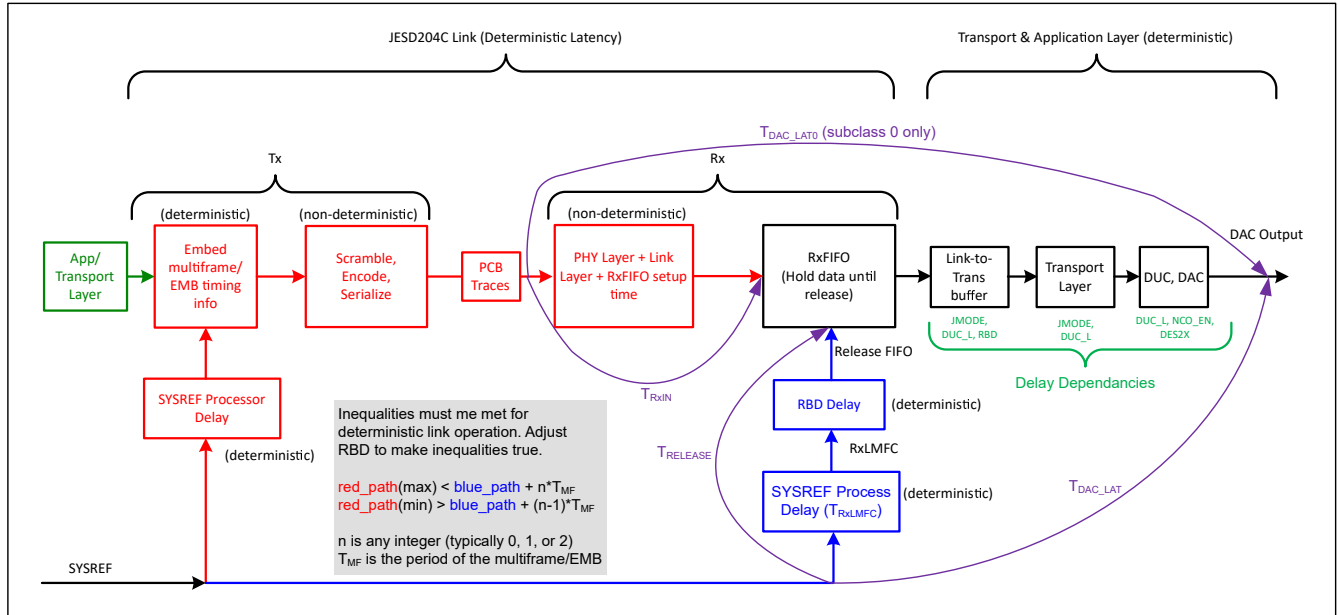 JESD204C Link (Deterministic Latency)
Transport & Application Layer (deterministic)
T_DAC_LAT0 (subclass 0 only)
Tx
Rx
(deterministic)
(non-deterministic)
(non-deterministic)
DAC Output
App/
Transport
Layer
Embed
multiframe/
EMB timing
info
Scramble,
Encode,
Serialize
PCB
Traces
PHY Layer + Link
Layer + RxFIFO setup
time
RxFIFO
(Hold data until
release)
Link-to-
Trans
buffer
Transport
Layer
DUC, DAC
JMODE,
DUC_L, RBD
JMODE,
DUC_L
DUC_L, NCO_EN,
DES2X
Delay Dependancies
Release FIFO
T_RxIN
SYSREF Processor
Delay
(deterministic)
RBD Delay
(deterministic)
RxLMFC
T_RELEASE
SYSREF Process
Delay (T_RxLMFC)
(deterministic)
T_DAC_LAT
Inequalities must me met for
deterministic link operation. Adjust
RBD to make inequalities true.
red_path(max) < blue_path + n*T_MF
red_path(min) > blue_path + (n-1)*T_MF
n is any integer (typically 0, 1, or 2)
T_MF is the period of the multiframe/EMB
SYSREF